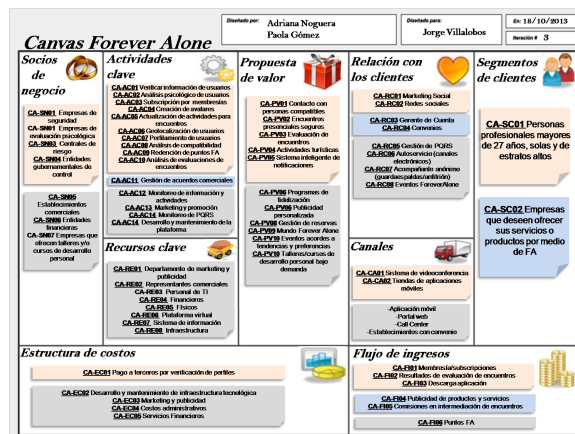 Canvas Forever Alone
Diseñado por:
Adriana Noguera
Paola Gómez
Diseñado para:
Jorge Villalobos
En: 18/10/2013
Iteración # 3
Socios
de
negocio
CA-SN01 Empresas de
seguridad
CA-SN01 Empresas de
evaluación psicológica
CA-SN03 Centrales de
riesgo
CA-SN04 Entidades
gubernamentales de
control
CA-SN05
Establecimientos
comerciales
CA-SN06 Entidades
financieras
CA-SN07 Empresas que
ofrecen talleres y/o
cursos de desarrollo
personal
Actividades
clave
CA-AC01 Verificar información de usuarios
CA-AC02 Análisis psicológico de usuarios
CA-AC03 Subscripción por membresías
CA-AC04 Creación de avatares
CA-AC05 Actualización de actividades para
encuentros
CA-AC06 Geolocalización de usuarios
CA-AC07 Perfilamiento de usuarios
CA-AC08 Análisis de compatibilidad
CA-AC09 Redención de puntos FA
CA-AC10 Análisis de evaluaciones de
encuentros
CA-AC11 Gestión de acuerdos comerciales
CA-AC12 Monitoreo de información y
actividades
CA-AC13 Marketing y promoción
CA-AC14 Monitoreo de PQRS
CA-AC14 Desarrollo y mantenimiento de la
plataforma
Recursos clave
CA-RE01 Departamento de marketing y
publicidad
CA-RE02 Representantes comerciales
CA-RE03 Personal de TI
CA-RE04 Financieros
CA-RE05 Físicos
CA-RE06 Plataforma virtual
CA-RE07 Sistema de información
CA-RE08 Infraestructura
Propuesta
de valor
CA-PV01 Contacto con
personas compatibles
CA-PV02 Encuentros
presenciales seguros
CA-PV03 Evaluación de
encuentros
CA-PV04 Actividades turísticas
CA-PV05 Sistema inteligente de
notificaciones
CA-PV06 Programas de
fidelización
CA-PV06 Publicidad
personalizada
CA-PV08 Gestión de reservas
CA-PV09 Mundo Forever Alone
CA-PV10 Eventos acordes a
tendencias y preferencias
CA-PV10 Talleres/cursos de
desarrollo personal bajo
demanda
Relación con
los clientes
CA-RC01 Marketing Social
CA-RC02 Redes sociales
CA-RC03 Gerente de Cuenta
CA-RC04 Convenios
CA-RC05 Gestión de PQRS
CA-RC06 Autoservicio (canales
electrónicos)
CA-RC07 Acompañante anónimo
(guardaespaldas/anfitrión)
CA-RC08 Eventos ForeverAlone
Canales
CA-CA01 Sistema de videoconferencia
CA-CA02 Tiendas de aplicaciones
móviles
-Aplicación móvil
-Portal web
-Call Center
-Establecimientos con convenio
Segmentos
de clientes
CA-SC01 Personas
profesionales mayores
de 27 años, solas y de
estratos altos
CA-SC02 Empresas
que deseen ofrecer
sus servicios o
productos por medio
de FA
Estructura de costos
CA-EC01 Pago a terceros por verificación de perfiles
CA-EC02 Desarrollo y mantenimiento de infraestructura tecnológica
CA-EC03 Marketing y publicidad
CA-EC04 Costos administrativos
CA-EC05 Servicios Financieros
Flujo de ingresos
CA-FI01 Membresía/subscripciones
CA-FI02 Resultados de evaluación de encuentros
CA-FI03 Descarga aplicación
CA-FI04 Publicidad de productos y servicios
CA-FI05 Comisiones en intermediación de encuentros
CA-FI06 Puntos FA